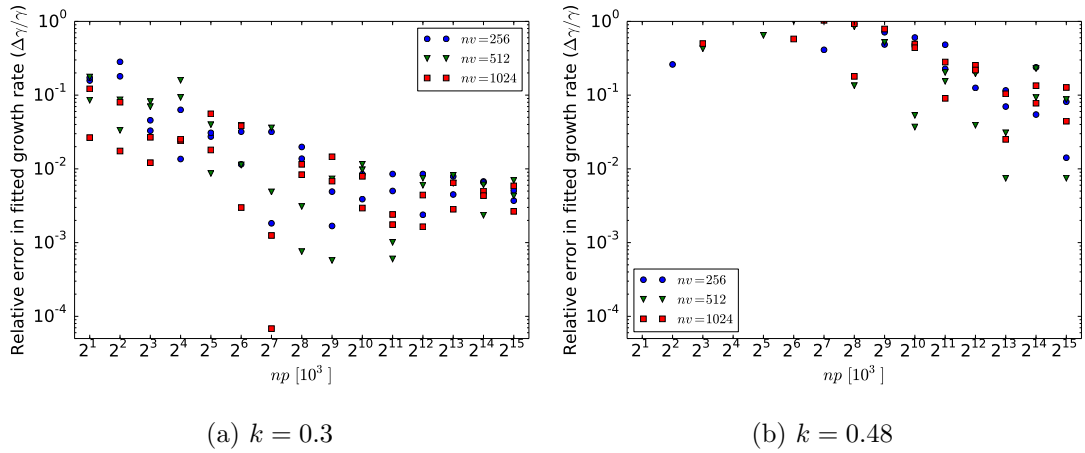 Relative error in fitted growth rate (Δγ/γ)
10^0
10^-1
10^-2
10^-3
10^-4
nv=256
nv=512
nv=1024
2^1 2^2 2^3 2^4 2^5 2^6 2^7 2^8 2^9 2^10 2^11 2^12 2^13 2^14 2^15
np [10^3]
(a) k = 0.3
Relative error in fitted growth rate (Δγ/γ)
10^0
10^-1
10^-2
10^-3
10^-4
nv=256
nv=512
nv=1024
2^1 2^2 2^3 2^4 2^5 2^6 2^7 2^8 2^9 2^10 2^11 2^12 2^13 2^14 2^15
np [10^3]
(b) k = 0.48